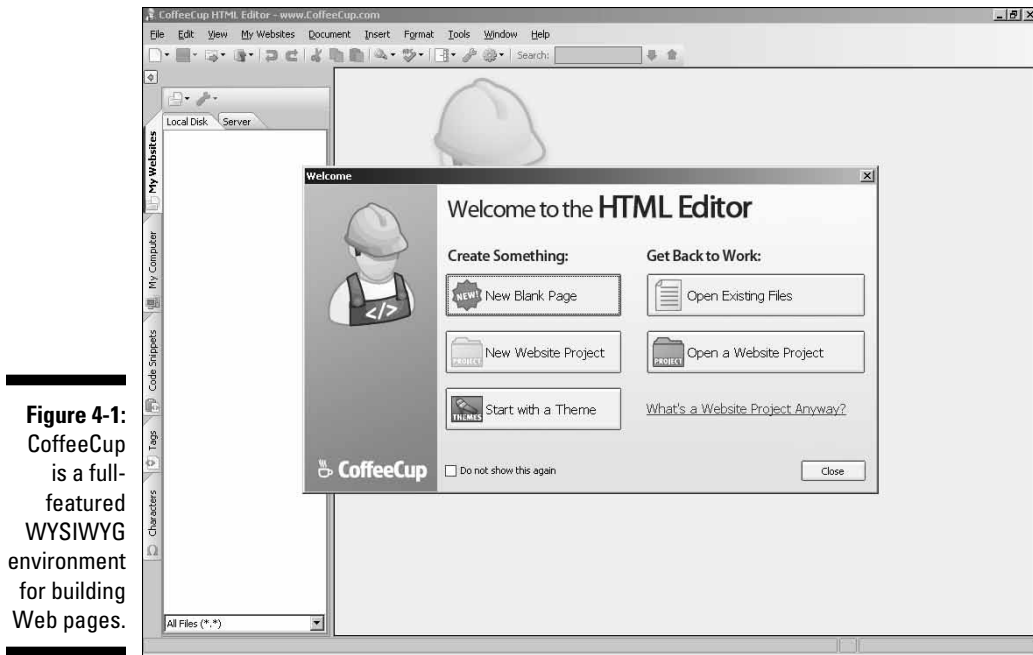 CoffeeCup HTML Editor - www.CoffeeCup.com
File Edit View My Websites Document Insert Format Tools Window Help
Search:
Local Disk Server
My Websites
My Computer
Code Snippets
Tags
Characters
Welcome
Welcome to the HTML Editor
Create Something:
Get Back to Work:
NEW! New Blank Page
Open Existing Files
PROJECT New Website Project
PROJECT Open a Website Project
THEMES Start with a Theme
What's a Website Project Anyway?
</>
CoffeeCup
Do not show this again
Close
All Files (*.*)
Figure 4-1:
CoffeeCup
is a full-
featured
WYSIWYG
environment
for building
Web pages.